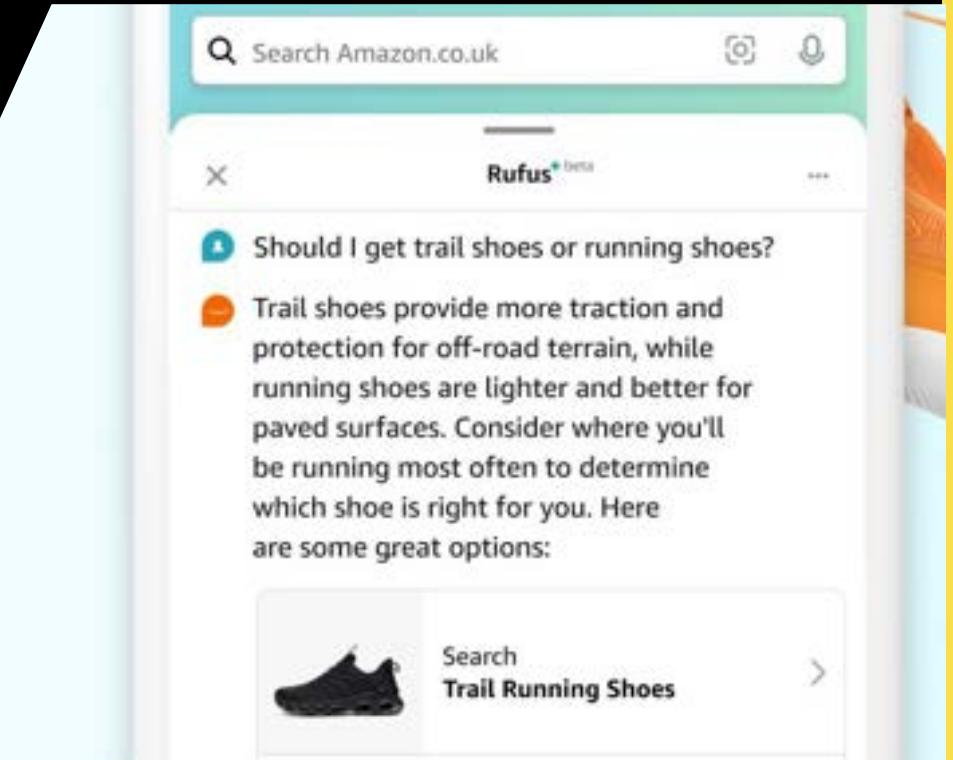 Search Amazon.co.uk
Rufus beta
Should I get trail shoes or running shoes?
Trail shoes provide more traction and
protection for off-road terrain, while
running shoes are lighter and better for
paved surfaces. Consider where you'll
be running most often to determine
which shoe is right for you. Here
are some great options:
Search
Trail Running Shoes